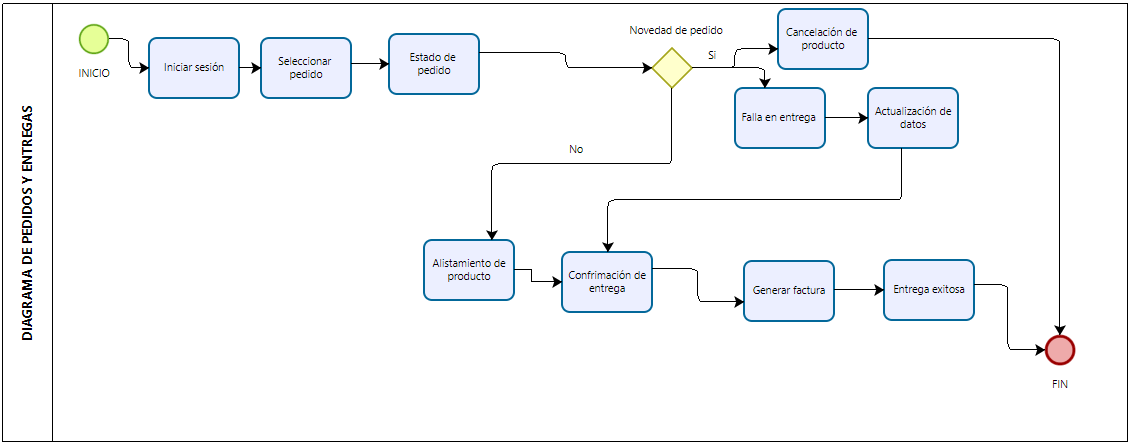 DIAGRAMA DE PEDIDOS Y ENTREGAS
INICIO
Iniciar sesión
Seleccionar
pedido
Estado de
pedido
Novedad de pedido
Si
No
Cancelación de
producto
Falla en entrega
Actualización de
datos
Alistamiento de
producto
Confrimación de
entrega
Generar factura
Entrega exitosa
FIN